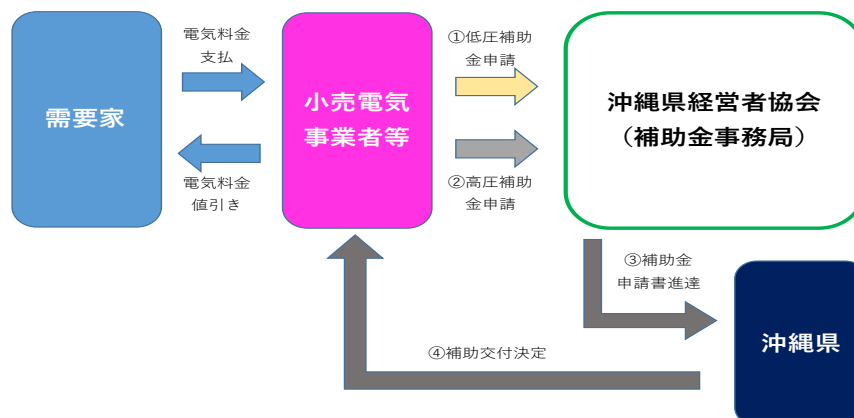 電気料金
支払
①低圧補助
金申請
需要家
小売電気
事業者等
沖縄県経営者協会
（補助金事務局）
電気料金
値引き
②高圧補助
金申請
③補助金
申請書進達
沖縄県
④補助交付決定